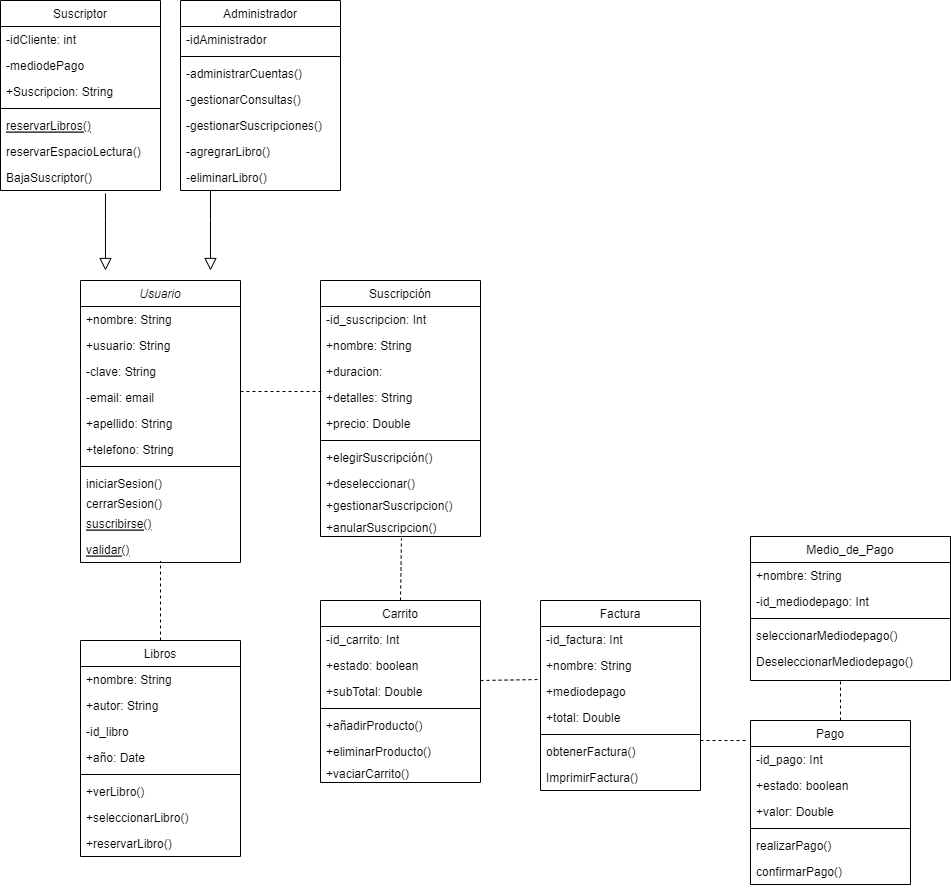 Suscriptor
-idCliente: int
-mediodePago
+Suscripcion: String
reservarLibros()
reservarEspacioLectura()
BajaSuscriptor()
Administrador
-idAministrador
-administrarCuentas()
-gestionarConsultas()
-gestionarSuscripciones()
-agregrarLibro()
-eliminarLibro()
Usuario
+nombre: String
+usuario: String
-clave: String
-email: email
+apellido: String
+telefono: String
iniciarSesion()
cerrarSesion()
suscribirse()
validar()
Suscripción
-id_suscripcion: Int
+nombre: String
+duracion:
+detalles: String
+precio: Double
+elegirSuscripción()
+deseleccionar()
+gestionarSuscripcion()
+anularSuscripcion()
Libros
+nombre: String
+autor: String
-id_libro
+año: Date
+verLibro()
+seleccionarLibro()
+reservarLibro()
Carrito
-id_carrito: Int
+estado: boolean
+subTotal: Double
+añadirProducto()
+eliminarProducto()
+vaciarCarrito()
Factura
-id_factura: Int
+nombre: String
+mediodepago
+total: Double
obtenerFactura()
ImprimirFactura()
Medio_de_Pago
+nombre: String
-id_mediodepago: Int
seleccionarMediodepago()
DeseleccionarMediodepago()
Pago
-id_pago: Int
+estado: boolean
+valor: Double
realizarPago()
confirmarPago()